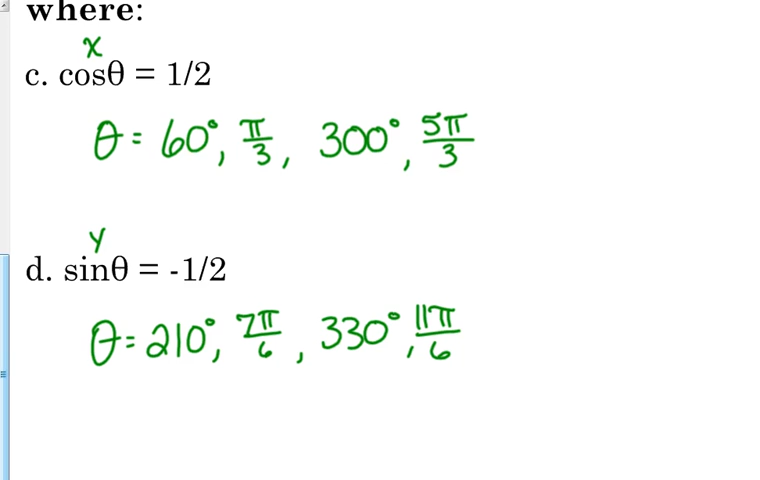 where:
x
c. cosθ = 1/2
θ = 60°, π/3, 300°, 5π/3
y
d. sinθ = -1/2
θ = 210°, 7π/6, 330°, 11π/6